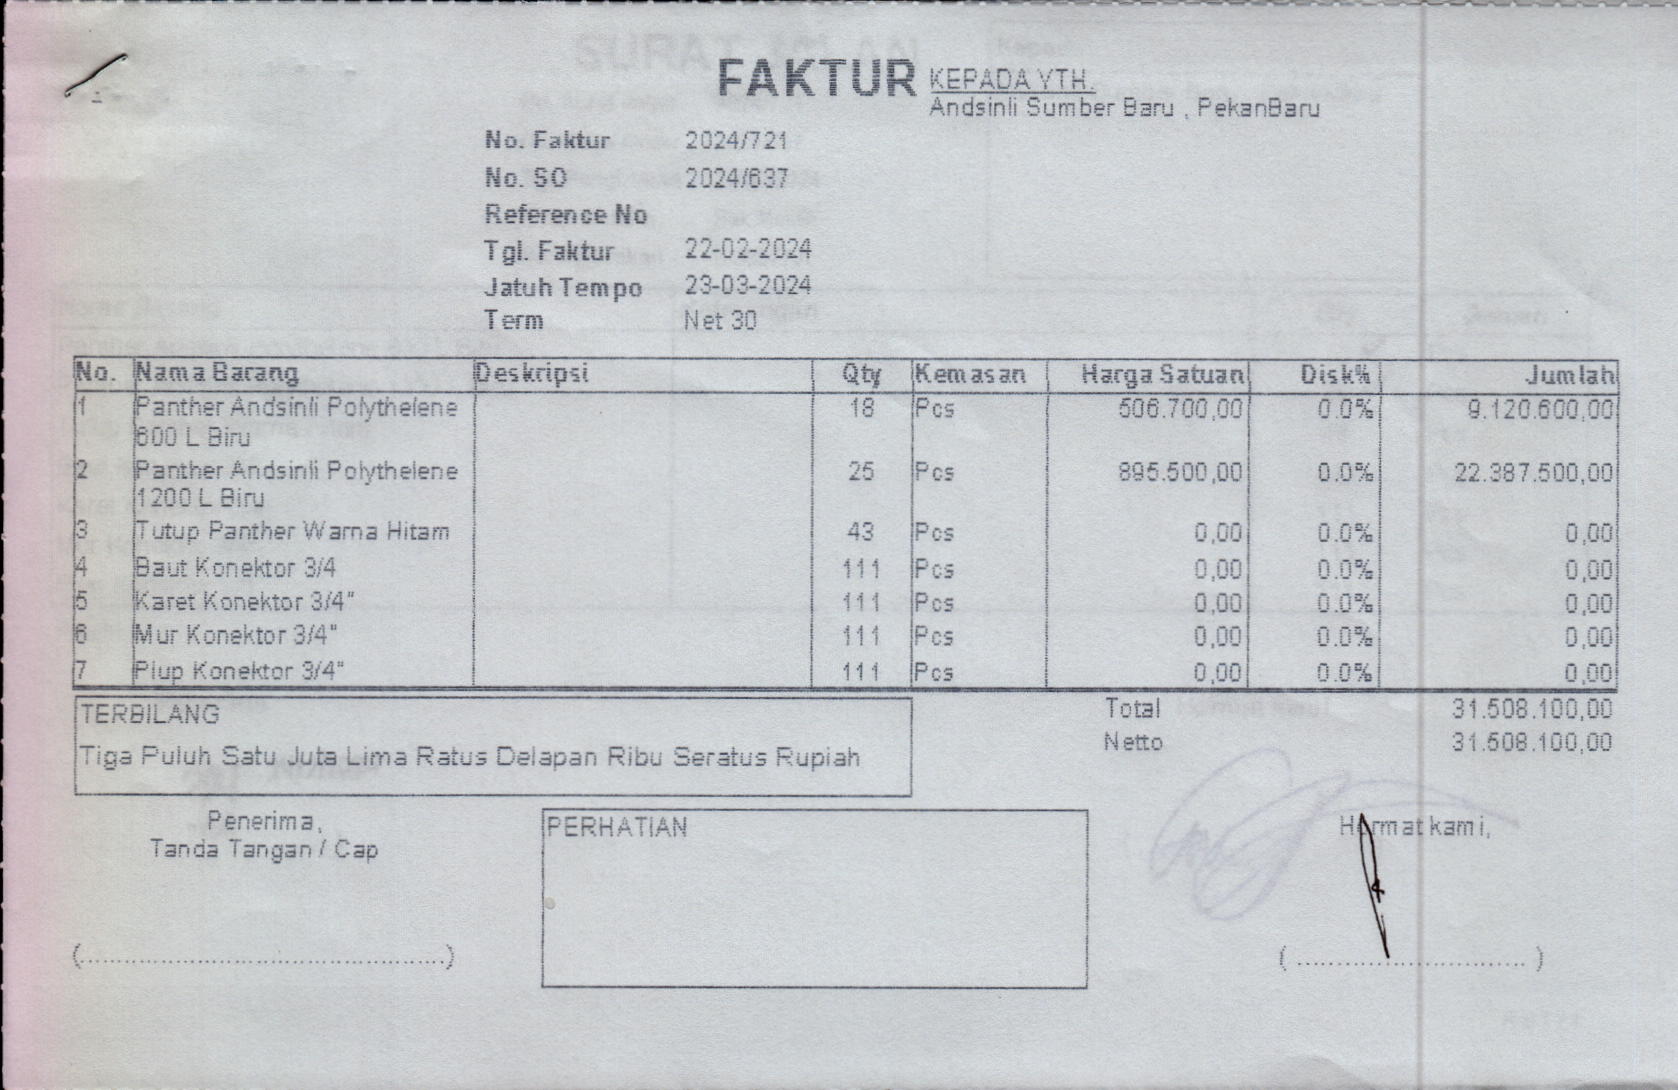 FAKTUR
KEPADA YTH.
Andsinli Sumber Baru , PekanBaru
No. Faktur 2024/721
No. SO 2024/637
Reference No
Tgl. Faktur 22-02-2024
Jatuh Tempo 23-03-2024
Term Net 30
No. Nama Barang Deskripsi Qty Kemasan Harga Satuan Disk% Jumlah
1 Panther Andsinli Polythelene 18 Pcs 506.700,00 0.0% 9.120.600,00
600 L Biru
2 Panther Andsinli Polythelene 25 Pcs 895.500,00 0.0% 22.387.500,00
1200 L Biru
3 Tutup Panther Warna Hitam 43 Pcs 0,00 0.0% 0,00
4 Baut Konektor 3/4 111 Pcs 0,00 0.0% 0,00
5 Karet Konektor 3/4" 111 Pcs 0,00 0.0% 0,00
6 Mur Konektor 3/4" 111 Pcs 0,00 0.0% 0,00
7 Plup Konektor 3/4" 111 Pcs 0,00 0.0% 0,00
TERBILANG
Tiga Puluh Satu Juta Lima Ratus Delapan Ribu Seratus Rupiah
Total 31.508.100,00
Netto 31.508.100,00
Penerima,
Tanda Tangan / Cap
PERHATIAN
Hormat kami,
(................................................)
( .............................. )